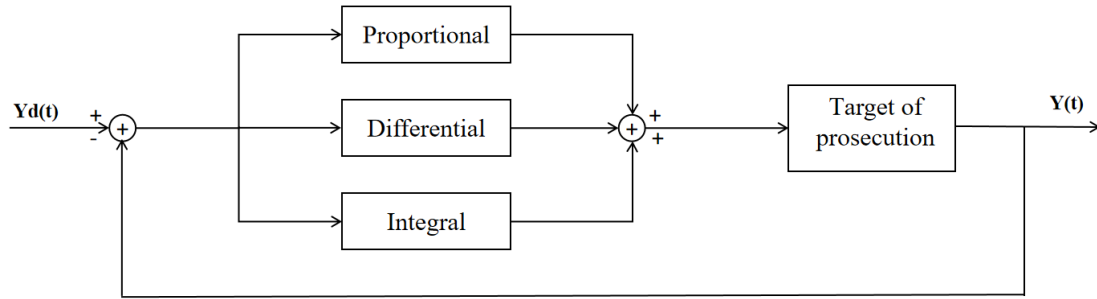 Proportional
Yd(t)
+
-
+
Differential
+
+
+
+
Target of
prosecution
Y(t)
Integral